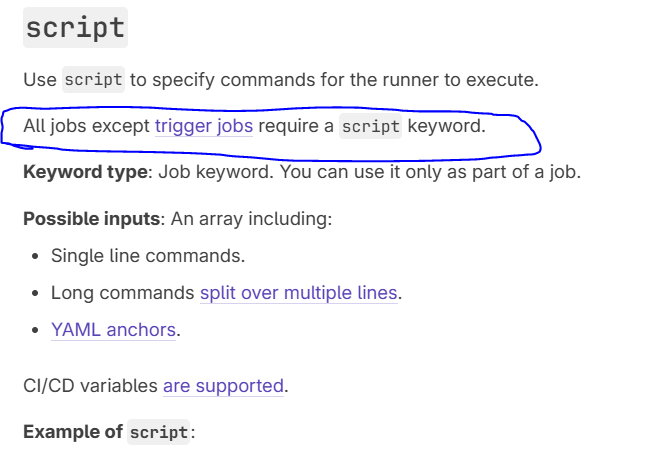 script
Use script to specify commands for the runner to execute.
All jobs except trigger jobs require a script keyword.
Keyword type: Job keyword. You can use it only as part of a job.
Possible inputs: An array including:
• Single line commands.
• Long commands split over multiple lines.
• YAML anchors.
CI/CD variables are supported.
Example of script: